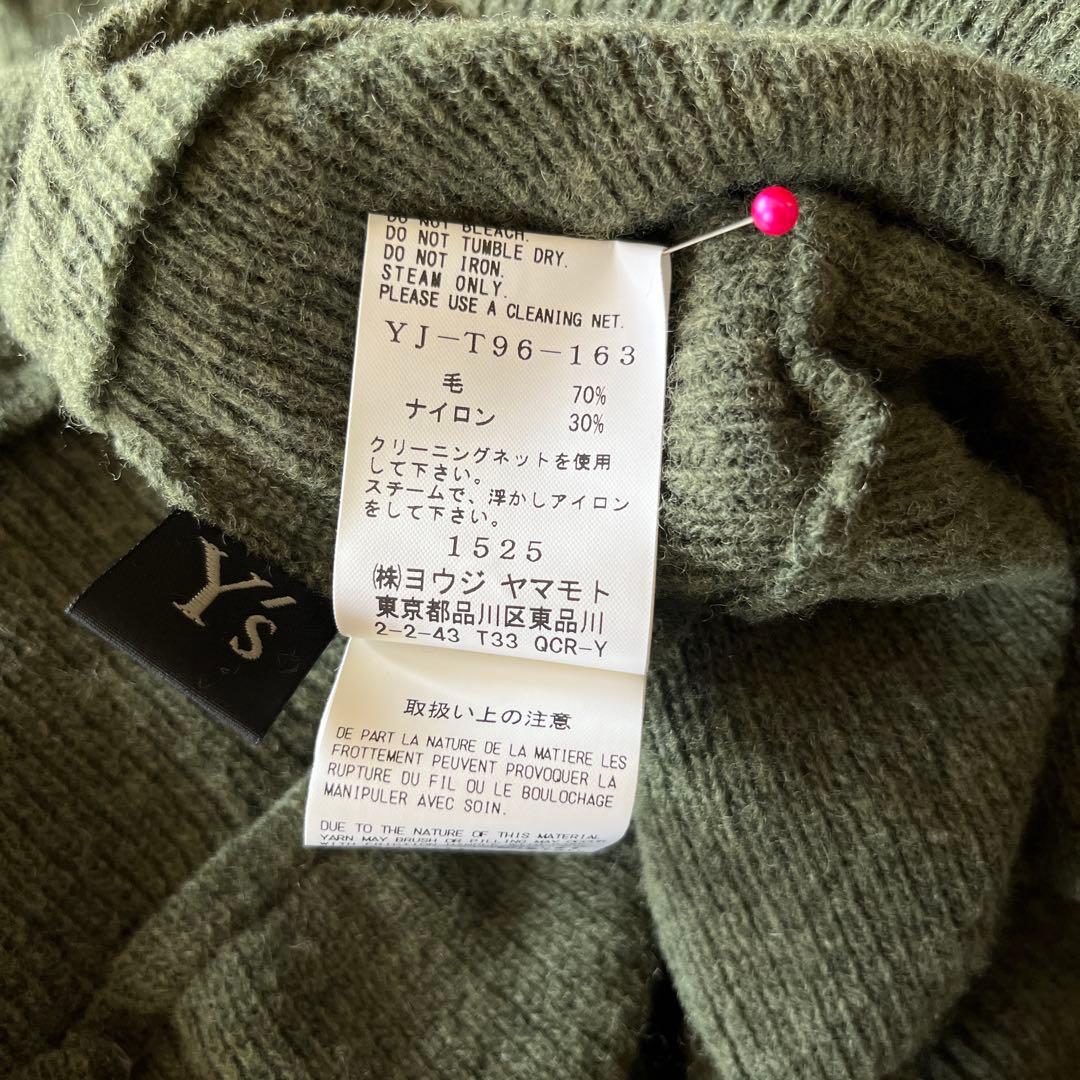 DO NOT BLEACH.
DO NOT TUMBLE DRY.
DO NOT IRON.
STEAM ONLY.
PLEASE USE A CLEANING NET.
YJ-T96-163
毛 70%
ナイロン 30%
クリーニングネットを使用
して下さい。
スチームで、浮かしアイロン
をして下さい。
1525
㈱ヨウジ ヤマモト
東京都品川区東品川
2-2-43 T33 QCR-Y
Y's
取扱い上の注意
DE PART LA NATURE DE LA MATIERE LES
FROTTEMENT PEUVENT PROVOQUER LA
RUPTURE DU FIL OU LE BOULOCHAGE
MANIPULER AVEC SOIN.
DUE TO THE NATURE OF THIS MATERIAL
YARN MAY BRUSH OR PILLING MAY